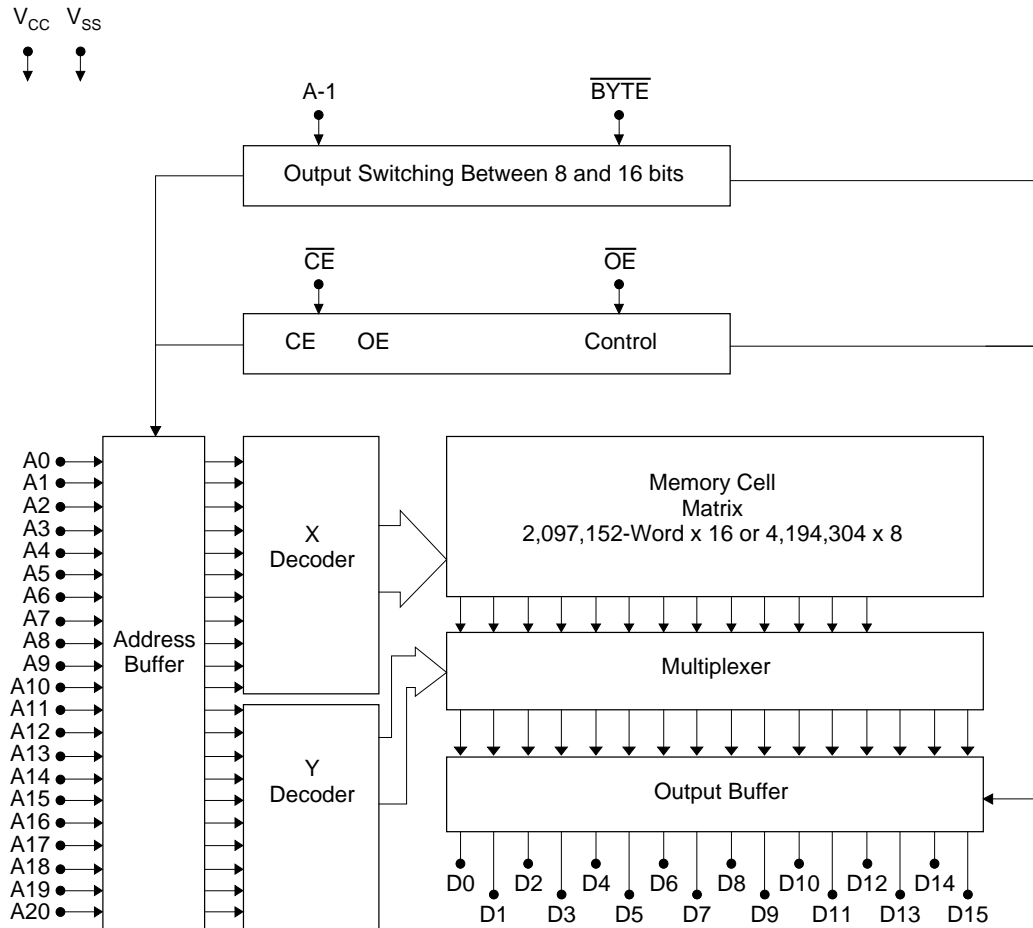 VCC VSS
A-1 BYTE
Output Switching Between 8 and 16 bits
CE OE
CE OE Control
A0
A1
A2
A3
A4
A5
A6
A7
A8
A9
A10
A11
A12
A13
A14
A15
A16
A17
A18
A19
A20
Address
Buffer
X
Decoder
Y
Decoder
Memory Cell
Matrix
2,097,152-Word x 16 or 4,194,304 x 8
Multiplexer
Output Buffer
D0 D2 D4 D6 D8 D10 D12 D14
D1 D3 D5 D7 D9 D11 D13 D15